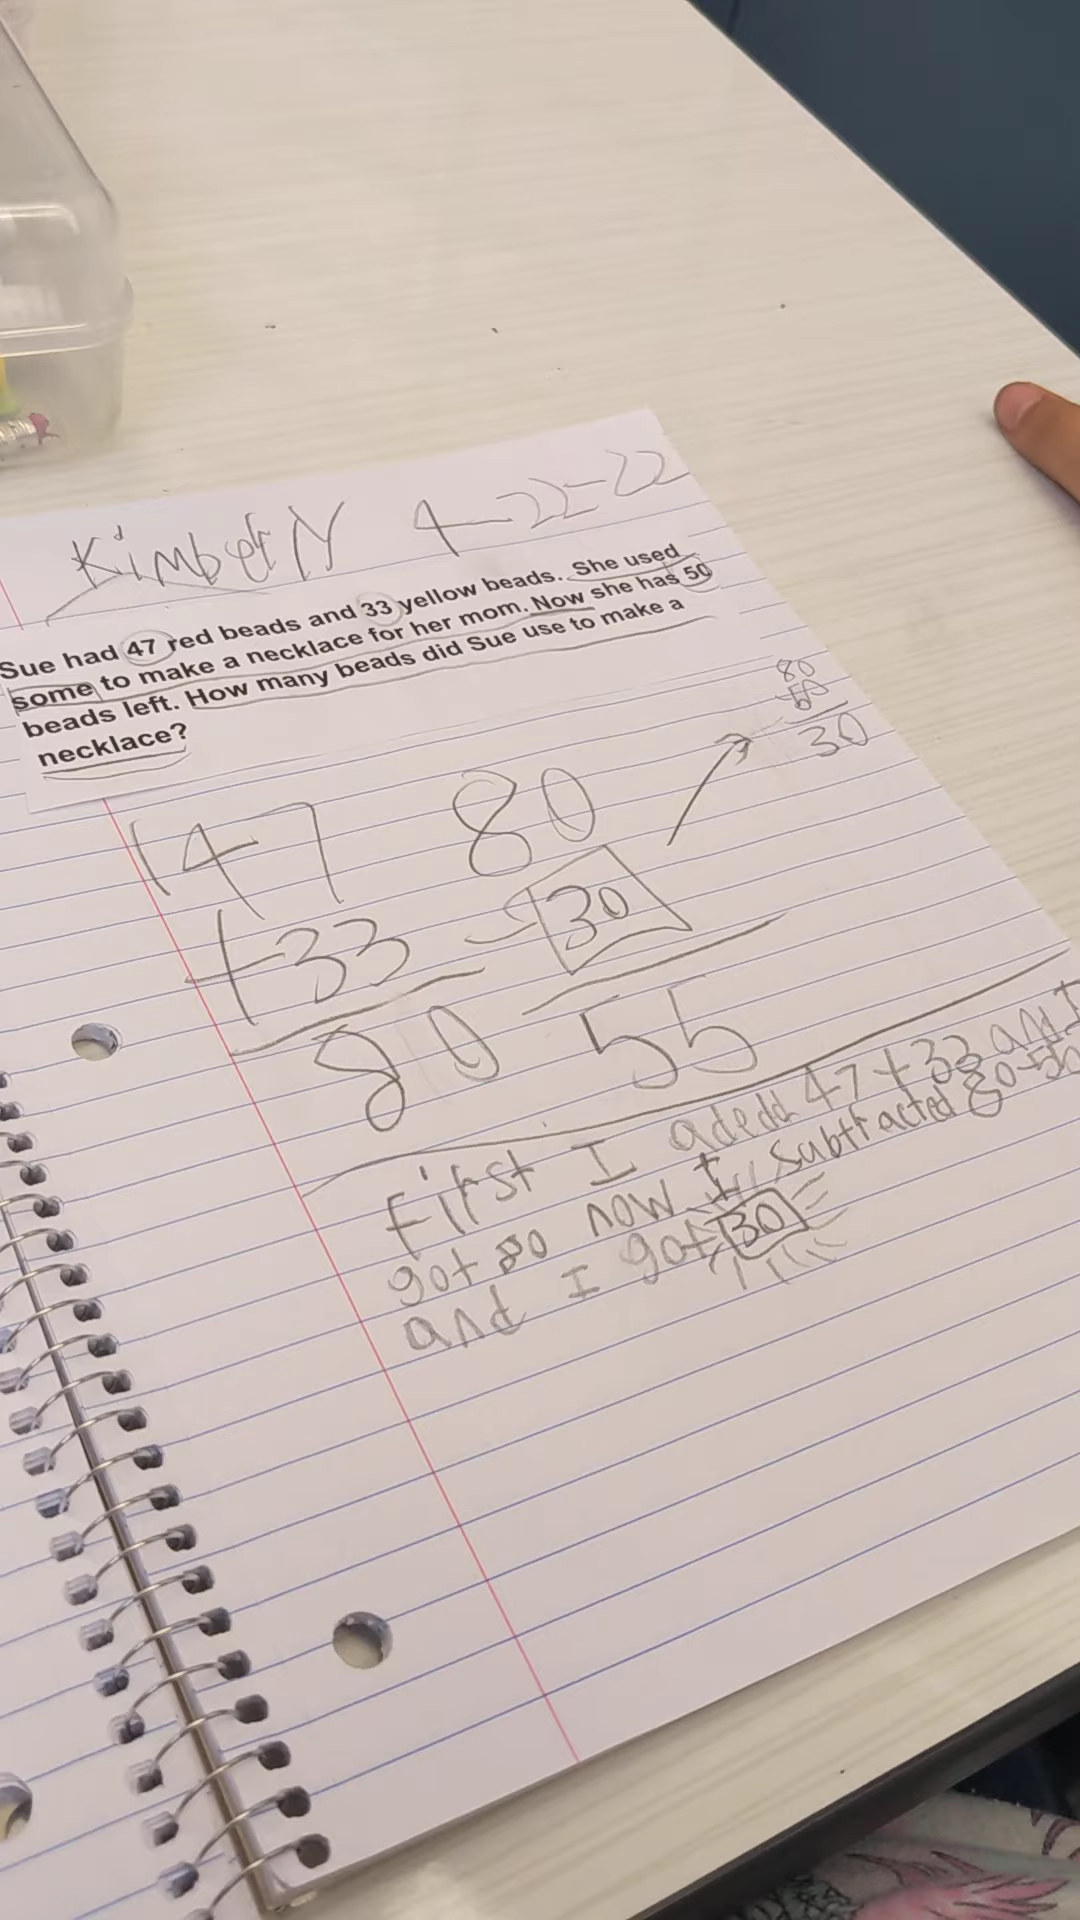 Kimberly 4-22-22
Sue had 47 red beads and 33 yellow beads. She used
some to make a necklace for her mom. Now she has 50
beads left. How many beads did Sue use to make a
necklace?
80
-50
30
147
+33
80
80
-30
55
First I adedd 47+33 and I
got 80 now I subtracted 80-50
and I got 30